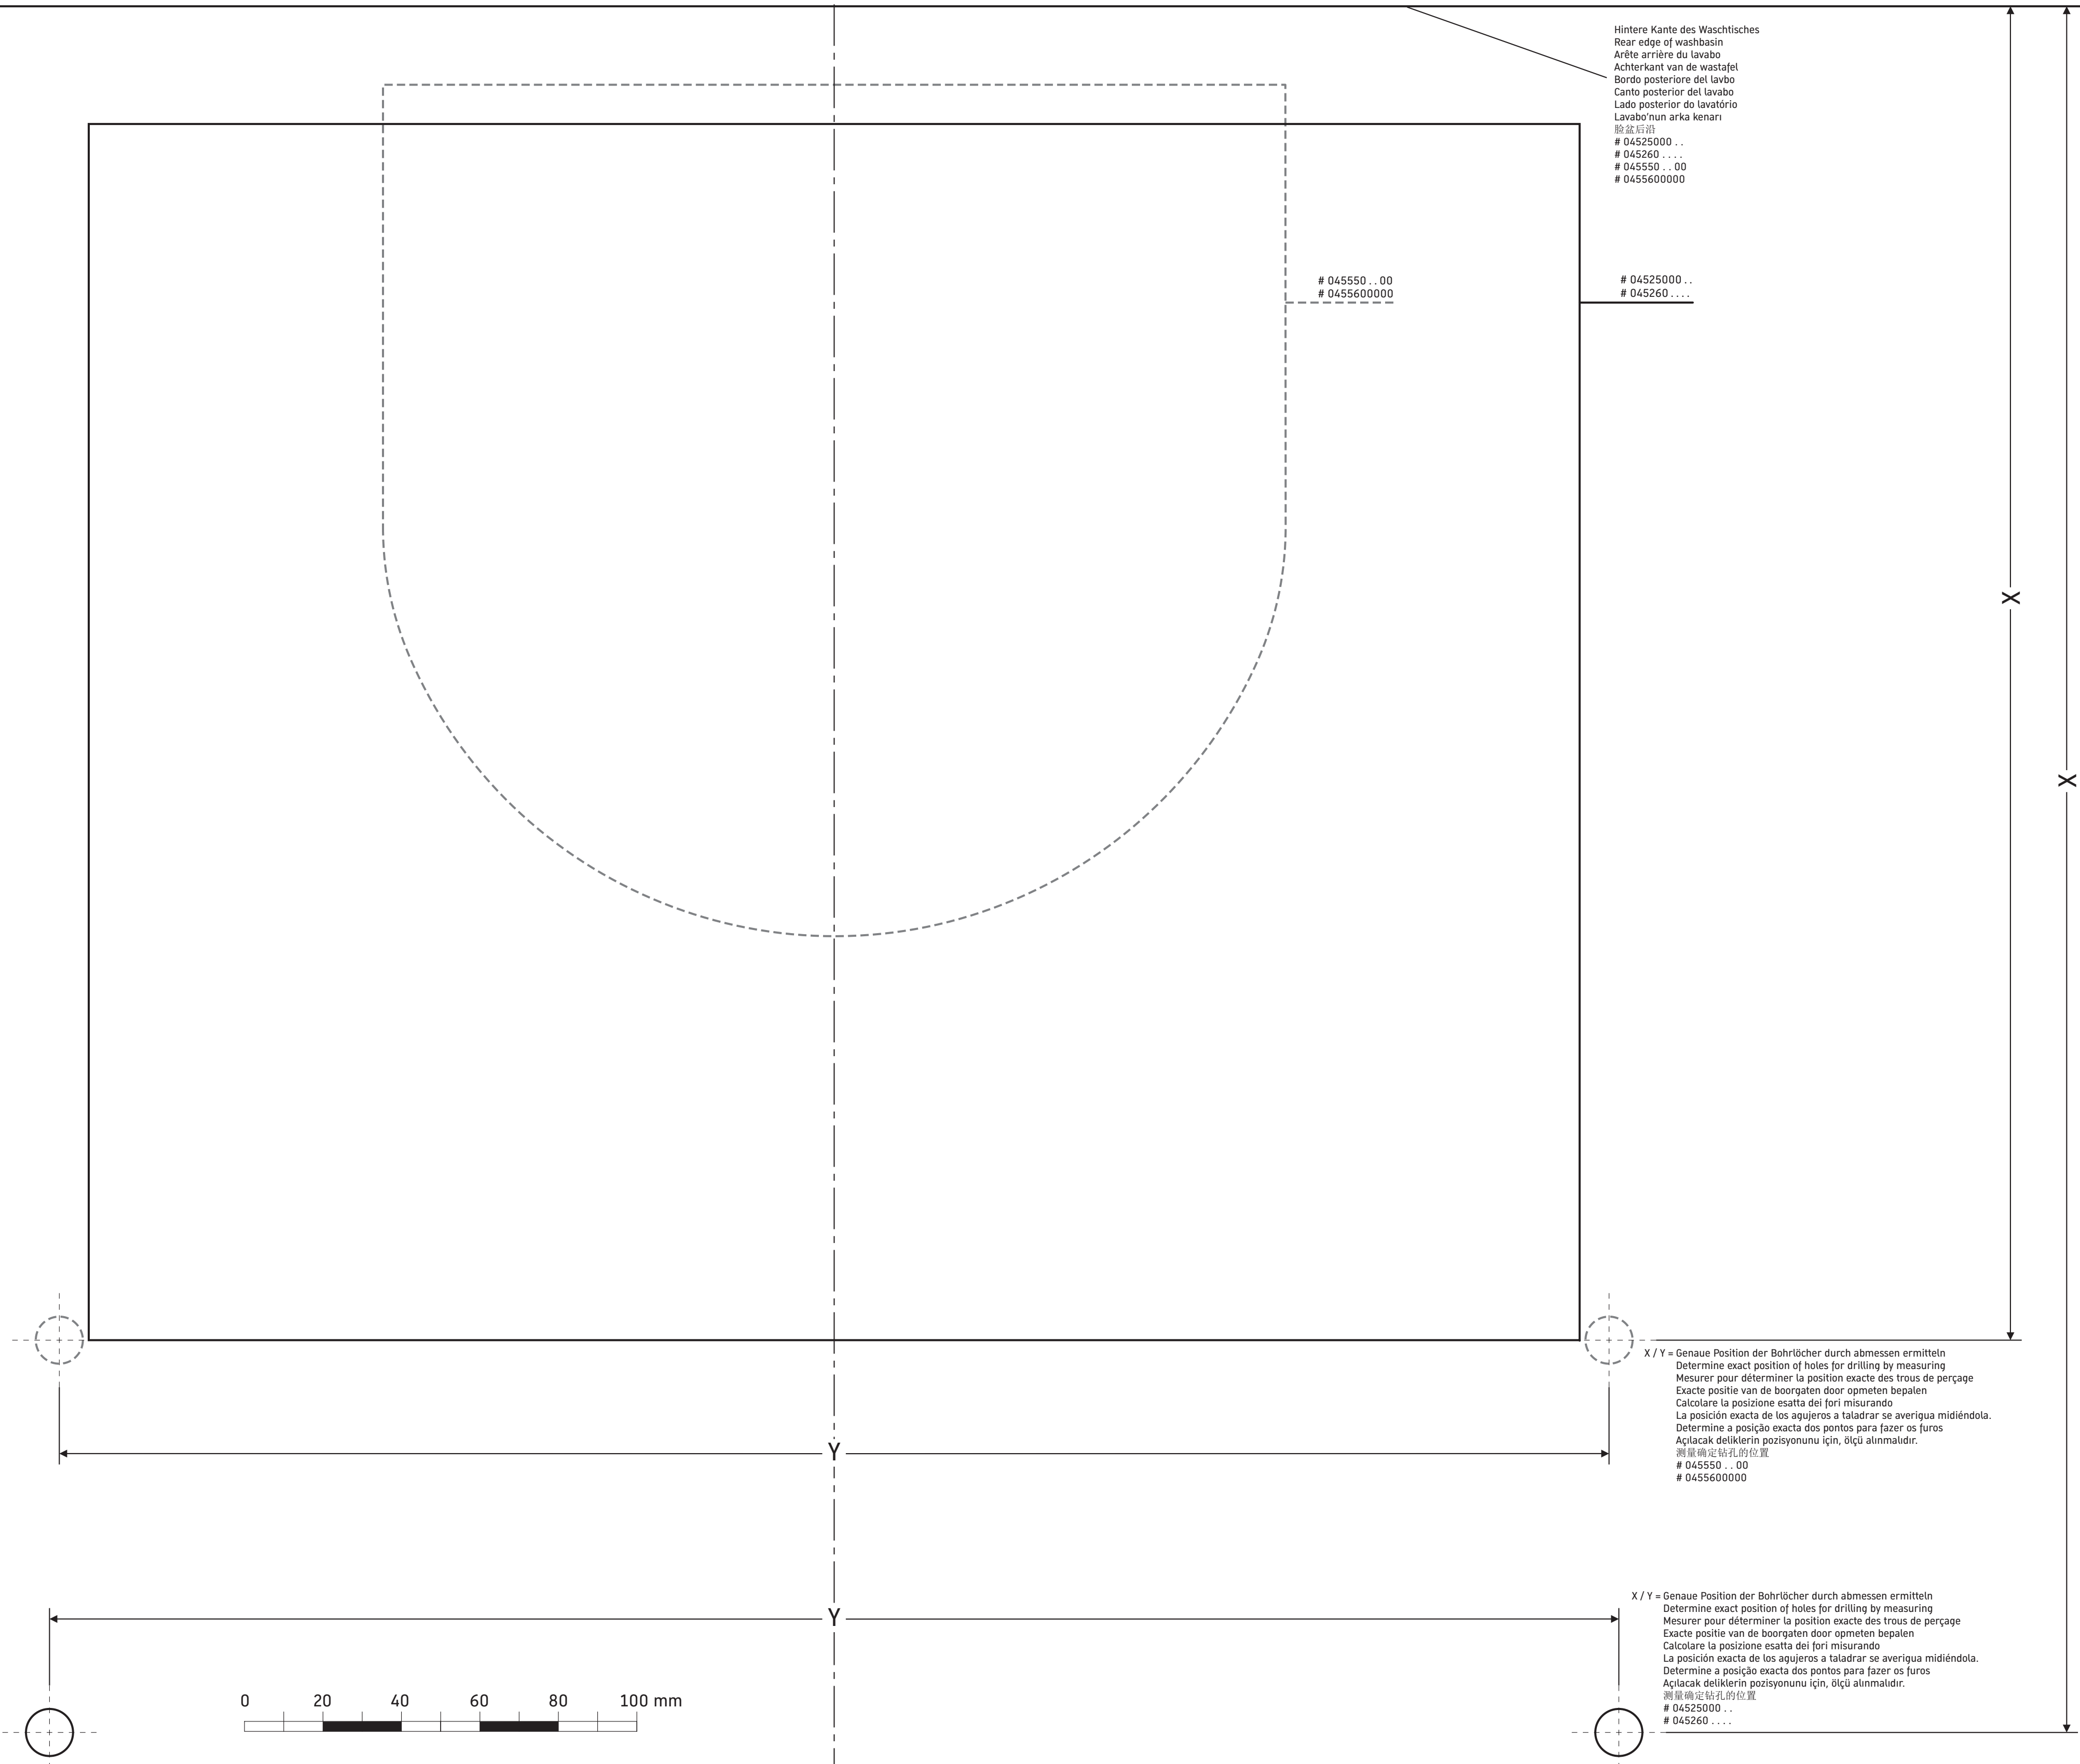 Hintere Kante des Waschtisches
Rear edge of washbasin
Arête arrière du lavabo
Achterkant van de wastafel
Bordo posteriore del lavbo
Canto posterior del lavabo
Lado posterior do lavatório
Lavabo'nun arka kenarı
脸盆后沿
# 04525000 . .
# 045260 . . . .
# 045550 . . 00
# 0455600000
# 045550 . . 00
# 0455600000
# 04525000 . .
# 045260 . . . .
X
X
X / Y = Genaue Position der Bohrlöcher durch abmessen ermitteln
Determine exact position of holes for drilling by measuring
Mesurer pour déterminer la position exacte des trous de perçage
Exacte positie van de boorgaten door opmeten bepalen
Calcolare la posizione esatta dei fori misurando
La posición exacta de los agujeros a taladrar se averigua midiéndola.
Determine a posição exacta dos pontos para fazer os furos
Açılacak deliklerin pozisyonunu için, ölçü alınmalıdır.
测量确定钻孔的位置
# 045550 . . 00
# 0455600000
Y
X / Y = Genaue Position der Bohrlöcher durch abmessen ermitteln
Determine exact position of holes for drilling by measuring
Mesurer pour déterminer la position exacte des trous de perçage
Exacte positie van de boorgaten door opmeten bepalen
Calcolare la posizione esatta dei fori misurando
La posición exacta de los agujeros a taladrar se averigua midiéndola.
Determine a posição exacta dos pontos para fazer os furos
Açılacak deliklerin pozisyonunu için, ölçü alınmalıdır.
测量确定钻孔的位置
# 04525000 . .
# 045260 . . . .
Y
0 20 40 60 80 100 mm